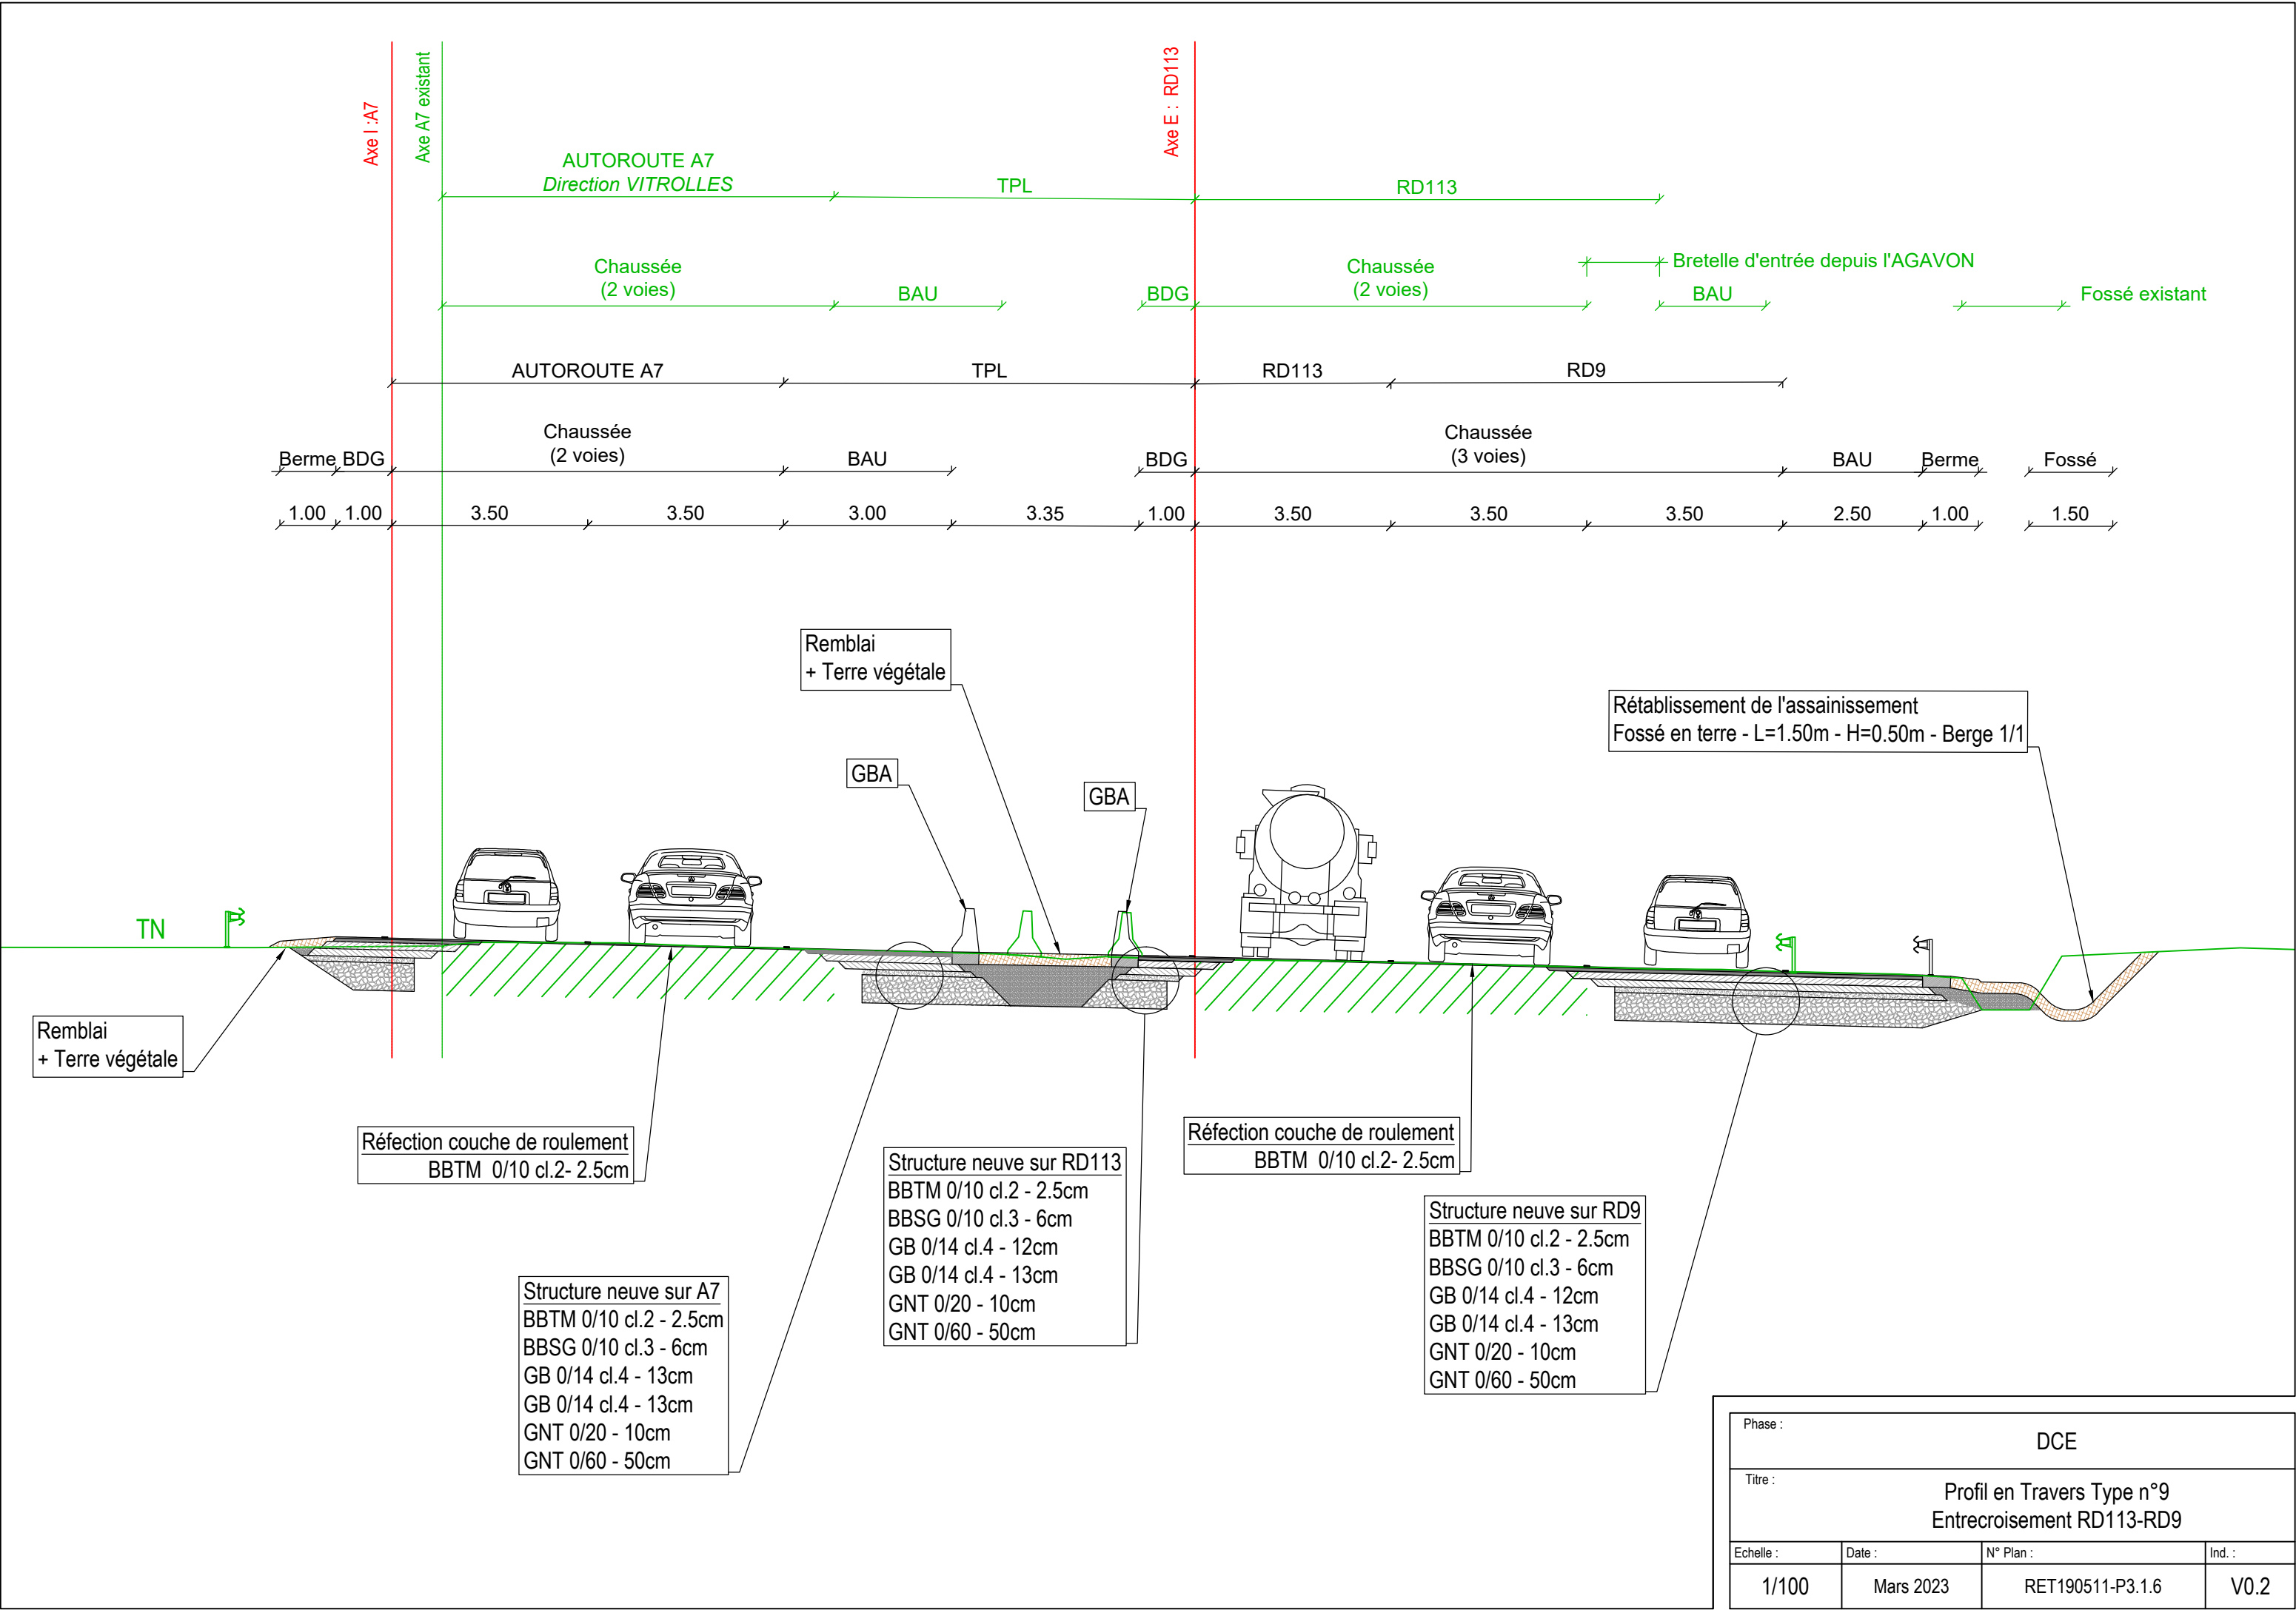 Axe I :A7
Axe A7 existant
Axe E : RD113
AUTOROUTE A7
Direction VITROLLES
TPL
RD113
Chaussée
(2 voies)
BAU
BDG
Chaussée
(2 voies)
Bretelle d'entrée depuis l'AGAVON
BAU
Fossé existant
AUTOROUTE A7
TPL
RD113
RD9
Berme
BDG
Chaussée
(2 voies)
BAU
BDG
Chaussée
(3 voies)
BAU
Berme
Fossé
1.00
1.00
3.50
3.50
3.00
3.35
1.00
3.50
3.50
3.50
2.50
1.00
1.50
Remblai
+ Terre végétale
Rétablissement de l'assainissement
Fossé en terre - L=1.50m - H=0.50m - Berge 1/1
GBA
GBA
TN
Remblai
+ Terre végétale
Réfection couche de roulement
BBTM 0/10 cl.2- 2.5cm
Structure neuve sur A7
BBTM 0/10 cl.2 - 2.5cm
BBSG 0/10 cl.3 - 6cm
GB 0/14 cl.4 - 13cm
GB 0/14 cl.4 - 13cm
GNT 0/20 - 10cm
GNT 0/60 - 50cm
Structure neuve sur RD113
BBTM 0/10 cl.2 - 2.5cm
BBSG 0/10 cl.3 - 6cm
GB 0/14 cl.4 - 12cm
GB 0/14 cl.4 - 13cm
GNT 0/20 - 10cm
GNT 0/60 - 50cm
Réfection couche de roulement
BBTM 0/10 cl.2- 2.5cm
Structure neuve sur RD9
BBTM 0/10 cl.2 - 2.5cm
BBSG 0/10 cl.3 - 6cm
GB 0/14 cl.4 - 12cm
GB 0/14 cl.4 - 13cm
GNT 0/20 - 10cm
GNT 0/60 - 50cm
Phase :
DCE
Titre :
Profil en Travers Type n°9
Entrecroisement RD113-RD9
Echelle :
1/100
Date :
Mars 2023
N° Plan :
RET190511-P3.1.6
Ind. :
V0.2